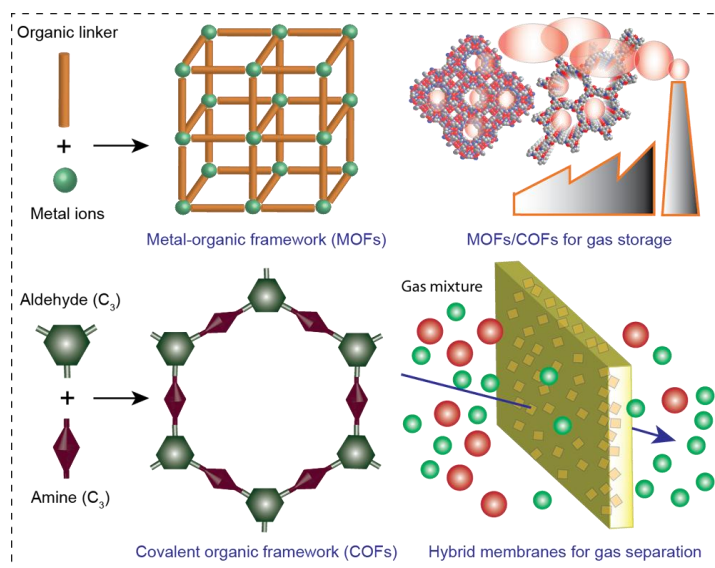 Organic linker
+
Metal ions
Metal-organic framework (MOFs)
MOFs/COFs for gas storage
Aldehyde (C₃)
+
Amine (C₃)
Covalent organic framework (COFs)
Gas mixture
Hybrid membranes for gas separation